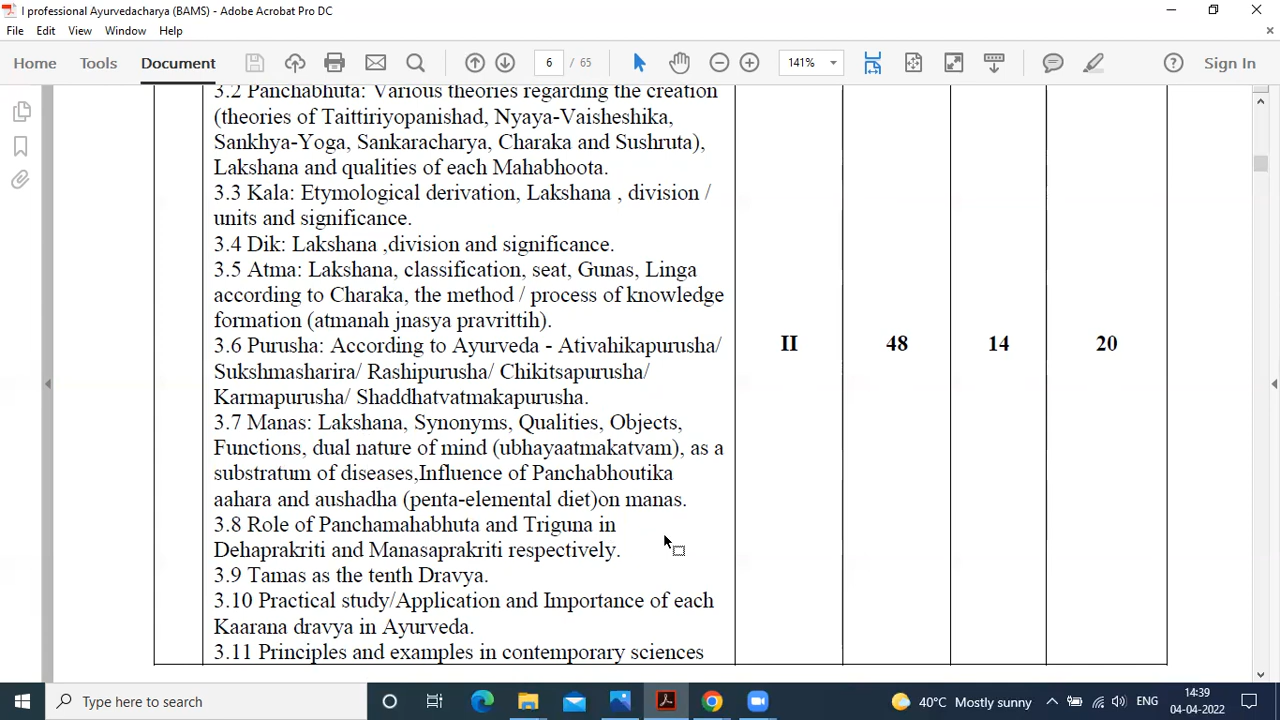 I professional Ayurvedacharya (BAMS) - Adobe Acrobat Pro DC
File Edit View Window Help
Home Tools Document 6 / 65 141% Sign In
3.2 Panchabhuta: Various theories regarding the creation
(theories of Taittiriyopanishad, Nyaya-Vaisheshika,
Sankhya-Yoga, Sankaracharya, Charaka and Sushruta),
Lakshana and qualities of each Mahabhoota.
3.3 Kala: Etymological derivation, Lakshana , division /
units and significance.
3.4 Dik: Lakshana ,division and significance.
3.5 Atma: Lakshana, classification, seat, Gunas, Linga
according to Charaka, the method / process of knowledge
formation (atmanah jnasya pravrittih).
3.6 Purusha: According to Ayurveda - Ativahikapurusha/
Sukshmasharira/ Rashipurusha/ Chikitsapurusha/
Karmapurusha/ Shaddhatvatmakapurusha.
3.7 Manas: Lakshana, Synonyms, Qualities, Objects,
Functions, dual nature of mind (ubhayaatmakatvam), as a
substratum of diseases,Influence of Panchabhoutika
aahara and aushadha (penta-elemental diet)on manas.
3.8 Role of Panchamahabhuta and Triguna in
Dehaprakriti and Manasaprakriti respectively.
3.9 Tamas as the tenth Dravya.
3.10 Practical study/Application and Importance of each
Kaarana dravya in Ayurveda.
3.11 Principles and examples in contemporary sciences
II 48 14 20
Type here to search 40°C Mostly sunny ENG 14:39
04-04-2022